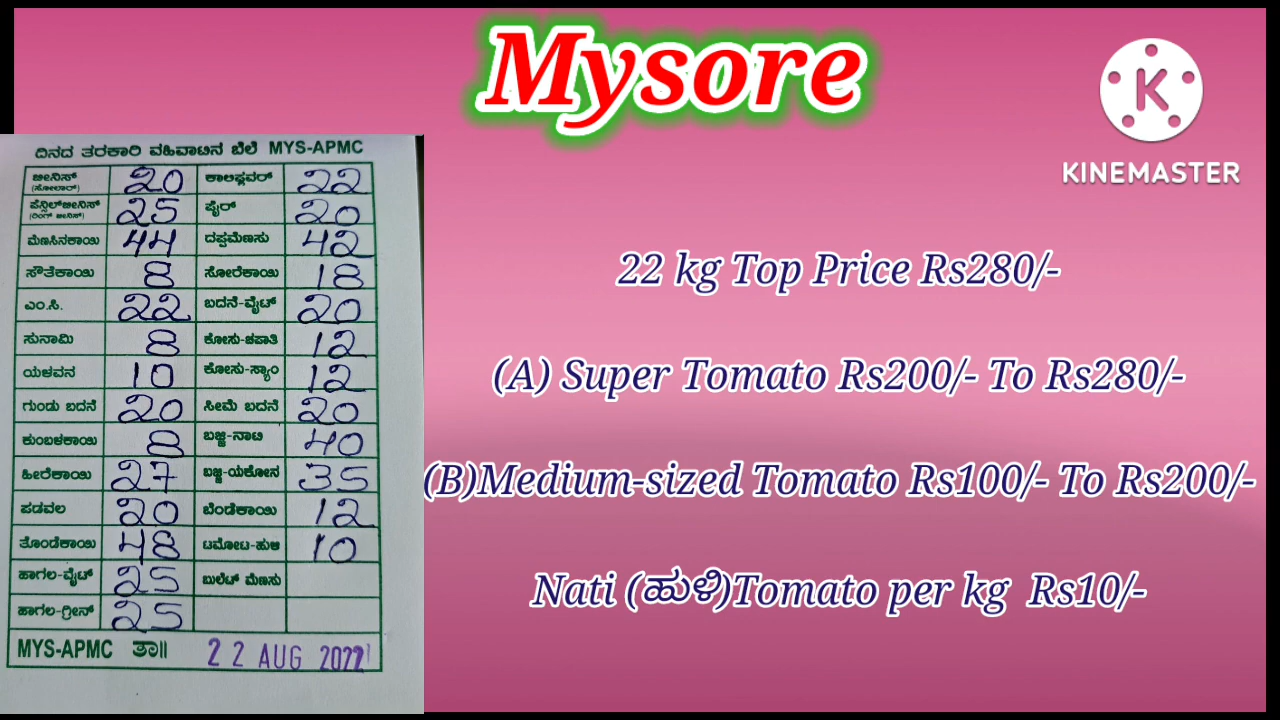 Mysore
K
KINEMASTER
ದಿನದ ತರಕಾರಿ ವಹಿವಾಟಿನ ಬೆಲೆ MYS-APMC
ಬೀನಿಸ್ (ಸೋಲಾರ್) 20 ಕಾಲಿಫ್ಲವರ್ 22
ಪೆನ್ಸಿಲ್‌ಬೀನಿಸ್ (ರಿಂಗ್ ಬೀನಿಸ್) 25 ಪೈರ್ 20
ಮೆಣಸಿನಕಾಯಿ 44 ದಪ್ಪಮೆಣಸು 42
ಸೌತೆಕಾಯಿ 8 ಸೋರೆಕಾಯಿ 18
ಎಂ.ಸಿ. 22 ಬದನೆ-ವೈಟ್ 20
ಸುನಾಮಿ 8 ಕೋಸು-ಚಪಾತಿ 12
ಯಳವನ 10 ಕೋಸು-ಸ್ಯಾಂ 12
ಗುಂಡು ಬದನೆ 20 ಸೀಮೆ ಬದನೆ 20
ಕುಂಬಳಕಾಯಿ 8 ಬಜ್ಜಿ-ನಾಟಿ 40
ಹೀರೆಕಾಯಿ 27 ಬಜ್ಜಿ-ಯಕೋನ 35
ಪಡವಲ 20 ಬೆಂಡೆಕಾಯಿ 12
ತೊಂಡೆಕಾಯಿ 48 ಟಮೋಟ-ಹುಳಿ 10
ಹಾಗಲ-ವೈಟ್ 25 ಬುಲೆಟ್ ಮೆಣಸು
ಹಾಗಲ-ಗ್ರೀನ್ 25
MYS-APMC ತಾ॥ 22 AUG 2022
22 kg Top Price Rs280/-
(A) Super Tomato Rs200/- To Rs280/-
(B)Medium-sized Tomato Rs100/- To Rs200/-
Nati (ಹುಳಿ)Tomato per kg Rs10/-